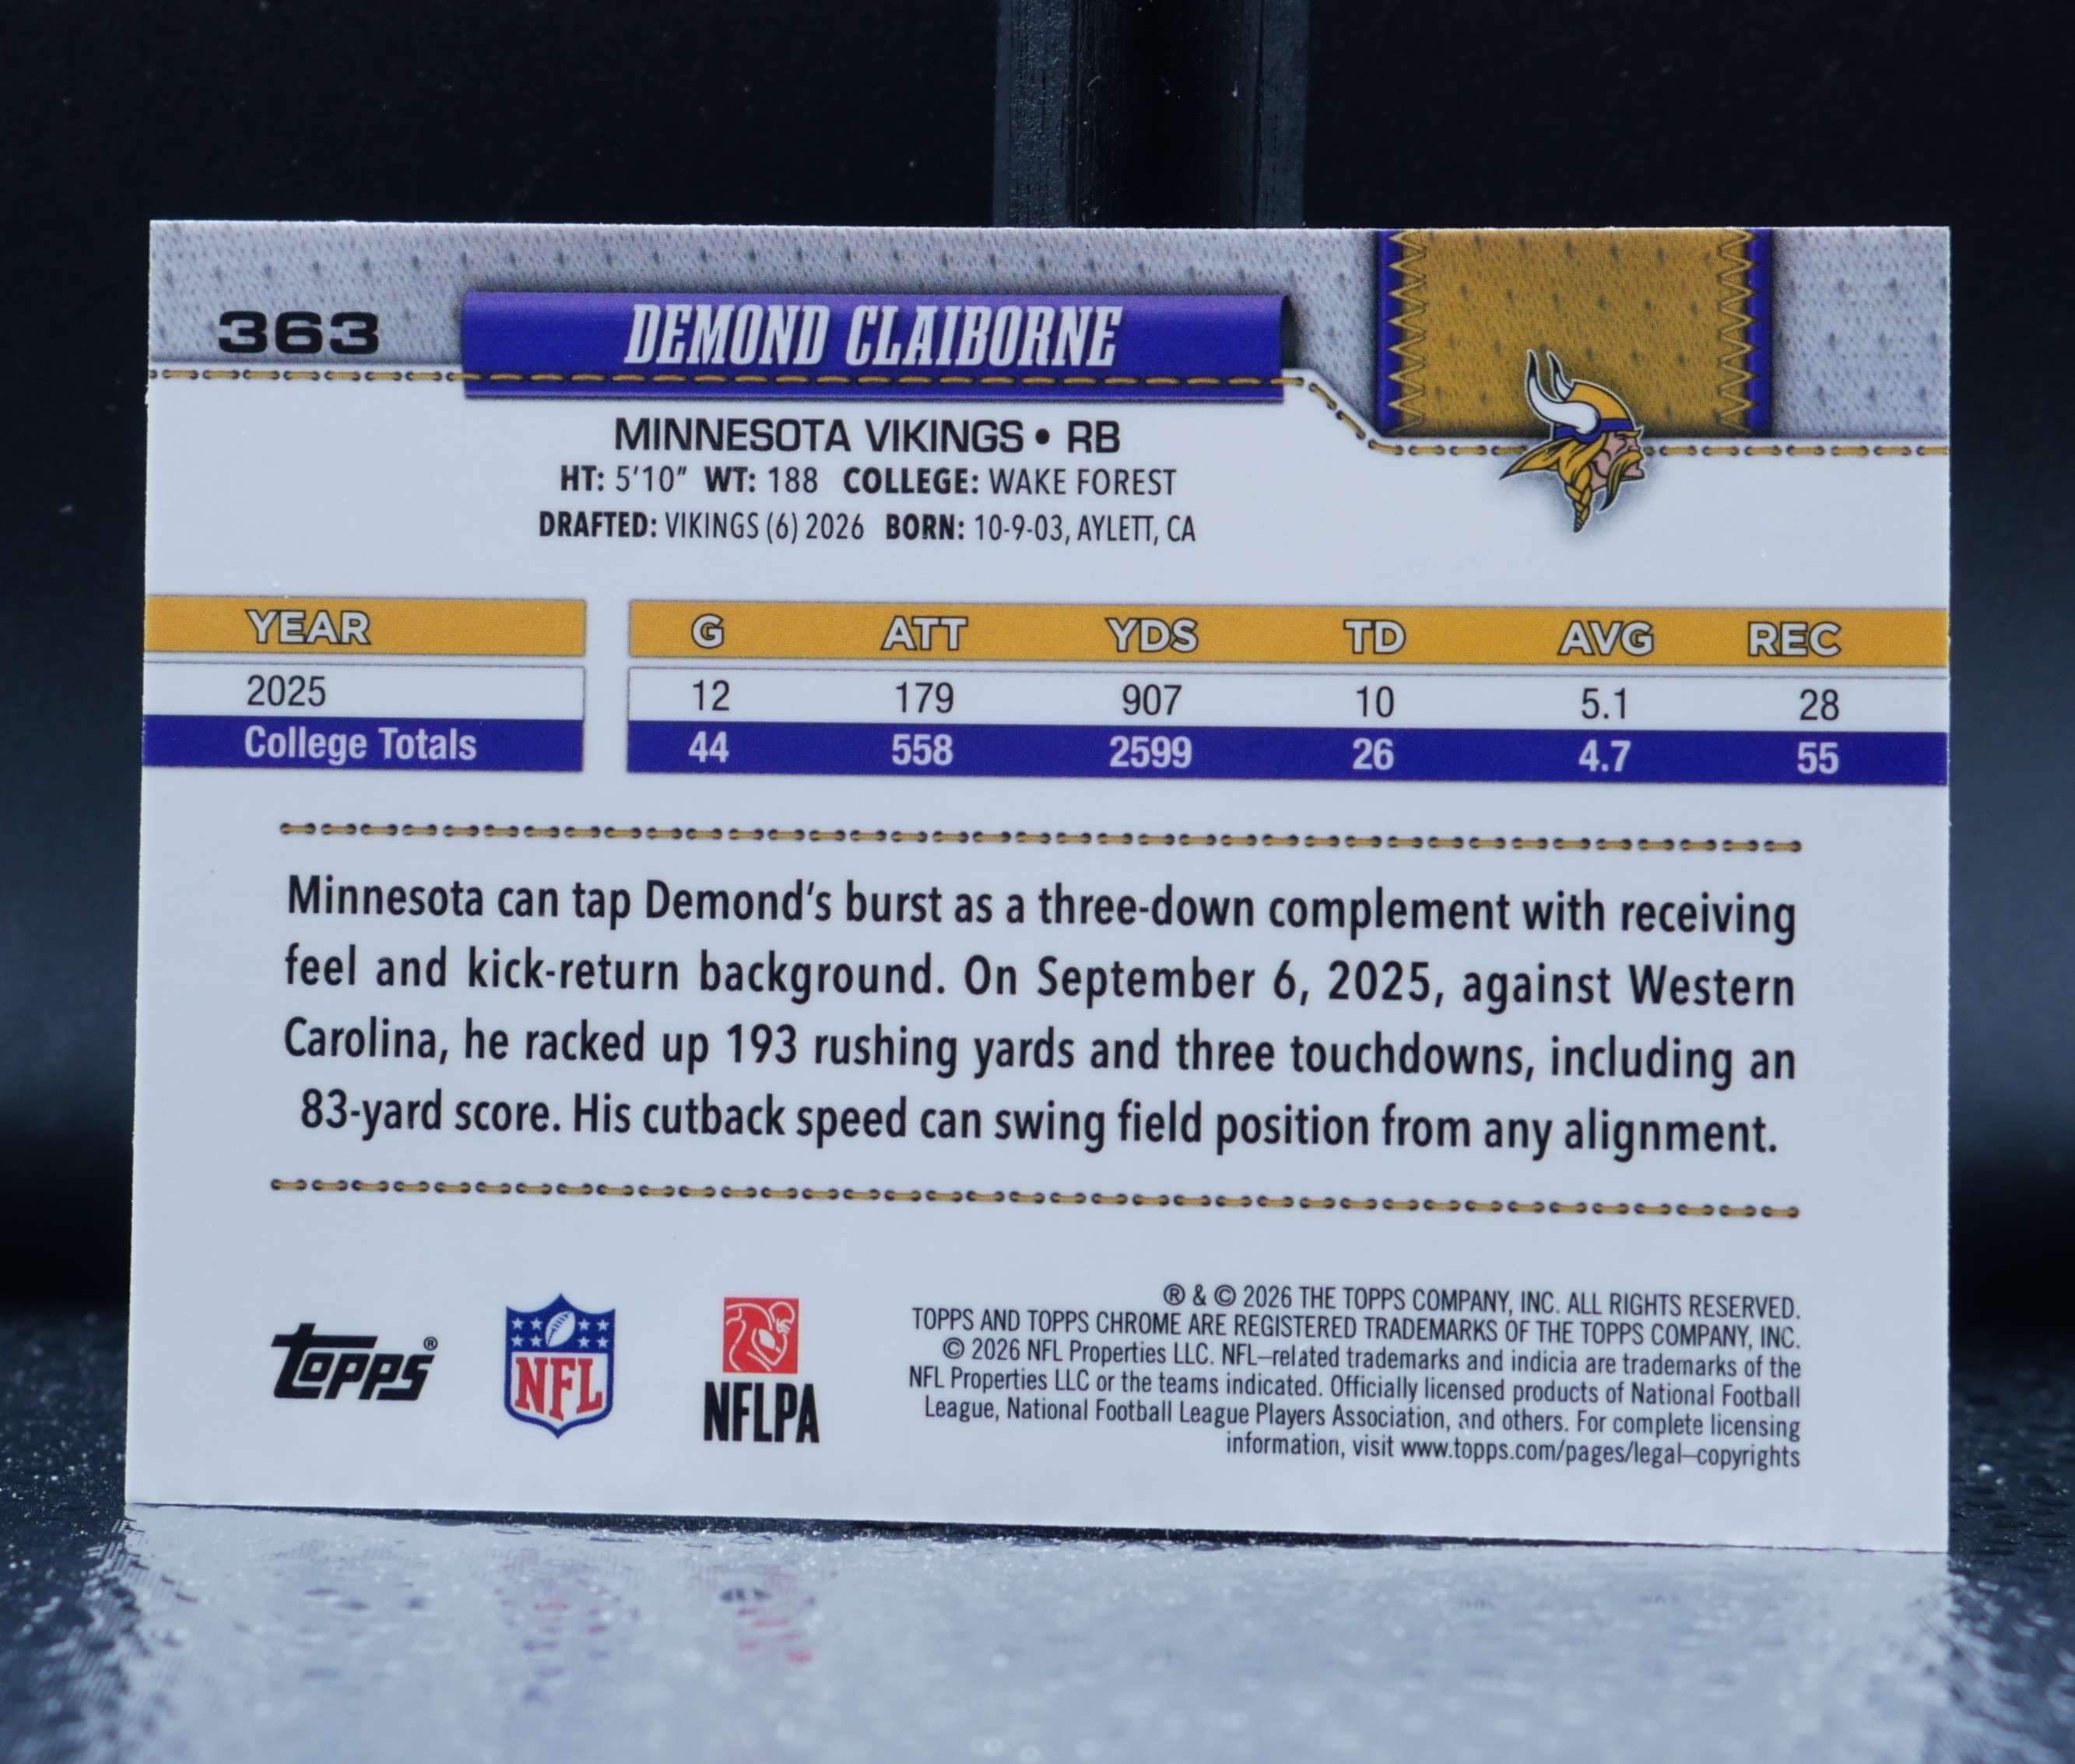 363
DEMOND CLAIBORNE
MINNESOTA VIKINGS • RB
HT: 5'10" WT: 188 COLLEGE: WAKE FOREST
DRAFTED: VIKINGS (6) 2026 BORN: 10-9-03, AYLETT, CA
YEAR G ATT YDS TD AVG REC
2025 12 179 907 10 5.1 28
College Totals 44 558 2599 26 4.7 55
Minnesota can tap Demond's burst as a three-down complement with receiving
feel and kick-return background. On September 6, 2025, against Western
Carolina, he racked up 193 rushing yards and three touchdowns, including an
83-yard score. His cutback speed can swing field position from any alignment.
Topps®
NFL
NFLPA
® & © 2026 THE TOPPS COMPANY, INC. ALL RIGHTS RESERVED.
TOPPS AND TOPPS CHROME ARE REGISTERED TRADEMARKS OF THE TOPPS COMPANY, INC.
© 2026 NFL Properties LLC. NFL–related trademarks and indicia are trademarks of the
NFL Properties LLC or the teams indicated. Officially licensed products of National Football
League, National Football League Players Association, and others. For complete licensing
information, visit www.topps.com/pages/legal–copyrights